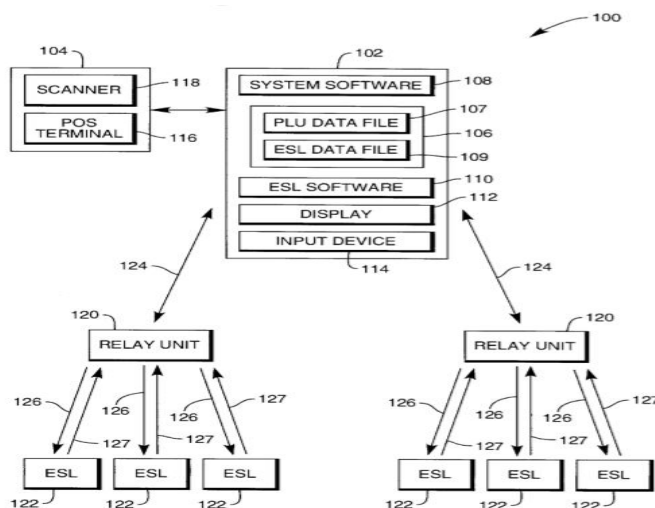 100
104
102
SCANNER
118
SYSTEM SOFTWARE
108
107
PLU DATA FILE
POS
TERMINAL
116
106
ESL DATA FILE
109
110
ESL SOFTWARE
112
DISPLAY
INPUT DEVICE
114
124
124
120
120
RELAY UNIT
RELAY UNIT
126
126
126
127
127
127
126
126
126
127
127
127
ESL
ESL
ESL
ESL
ESL
ESL
122
122
122
122
122
122